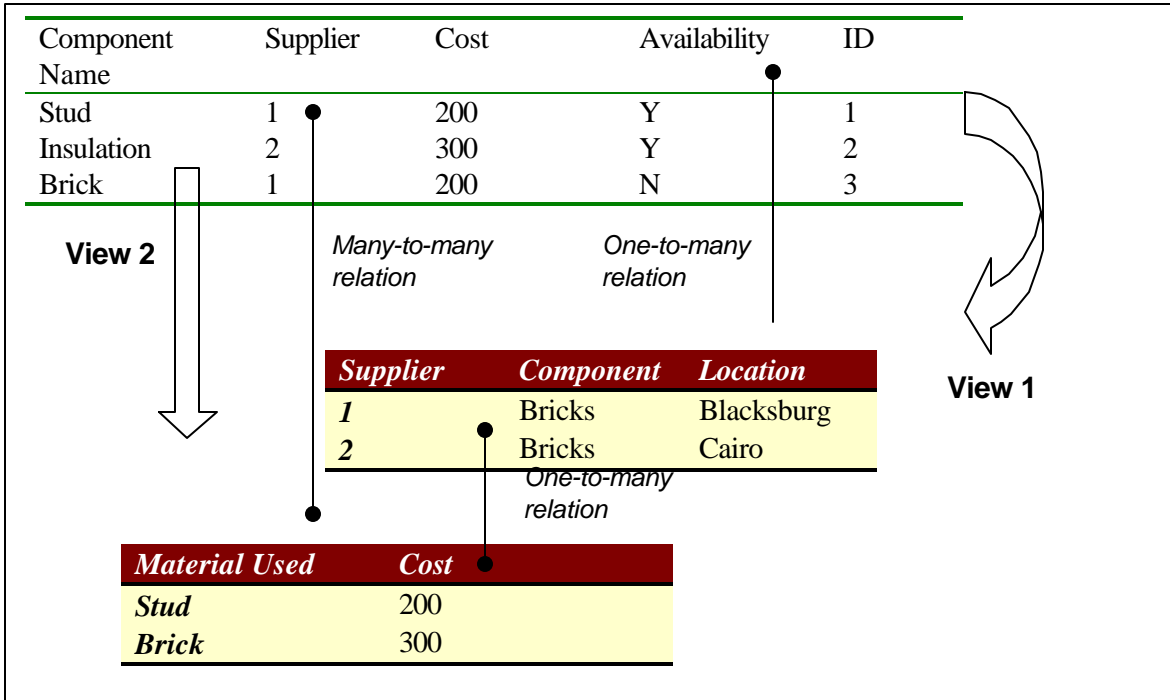 Component Supplier Cost Availability ID
Name
Stud 1 200 Y 1
Insulation 2 300 Y 2
Brick 1 200 N 3
View 2
Many-to-many
relation
One-to-many
relation
View 1
Supplier Component Location
1 Bricks Blacksburg
2 Bricks Cairo
One-to-many
relation
Material Used Cost
Stud 200
Brick 300